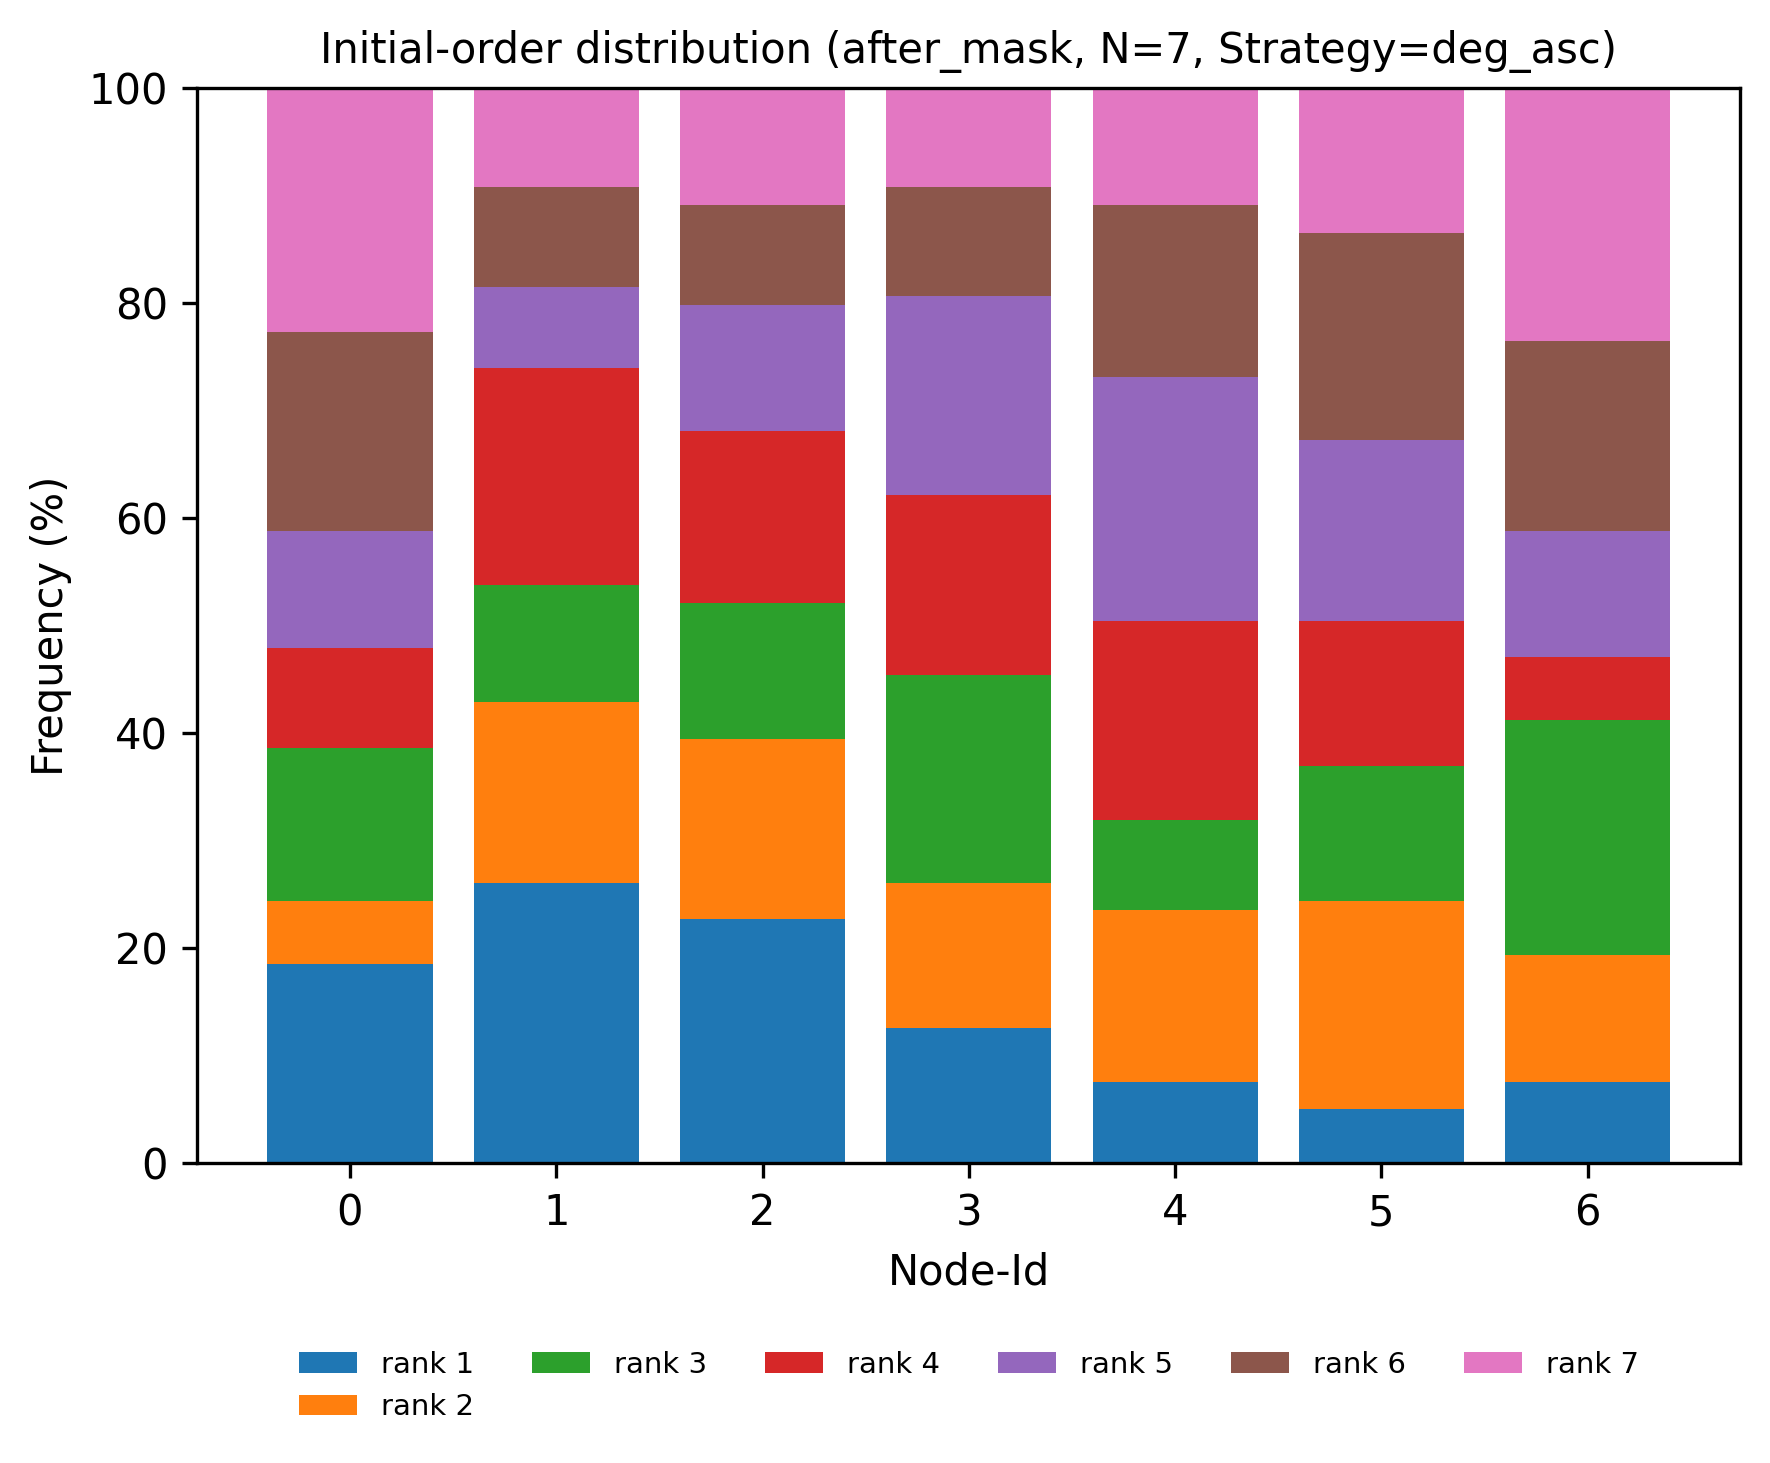 Initial-order distribution (after_mask, N=7, Strategy=deg_asc)
100
80
60
40
20
0
Frequency (%)
0 1 2 3 4 5 6
Node-Id
rank 1 rank 3 rank 4 rank 5 rank 6 rank 7
rank 2